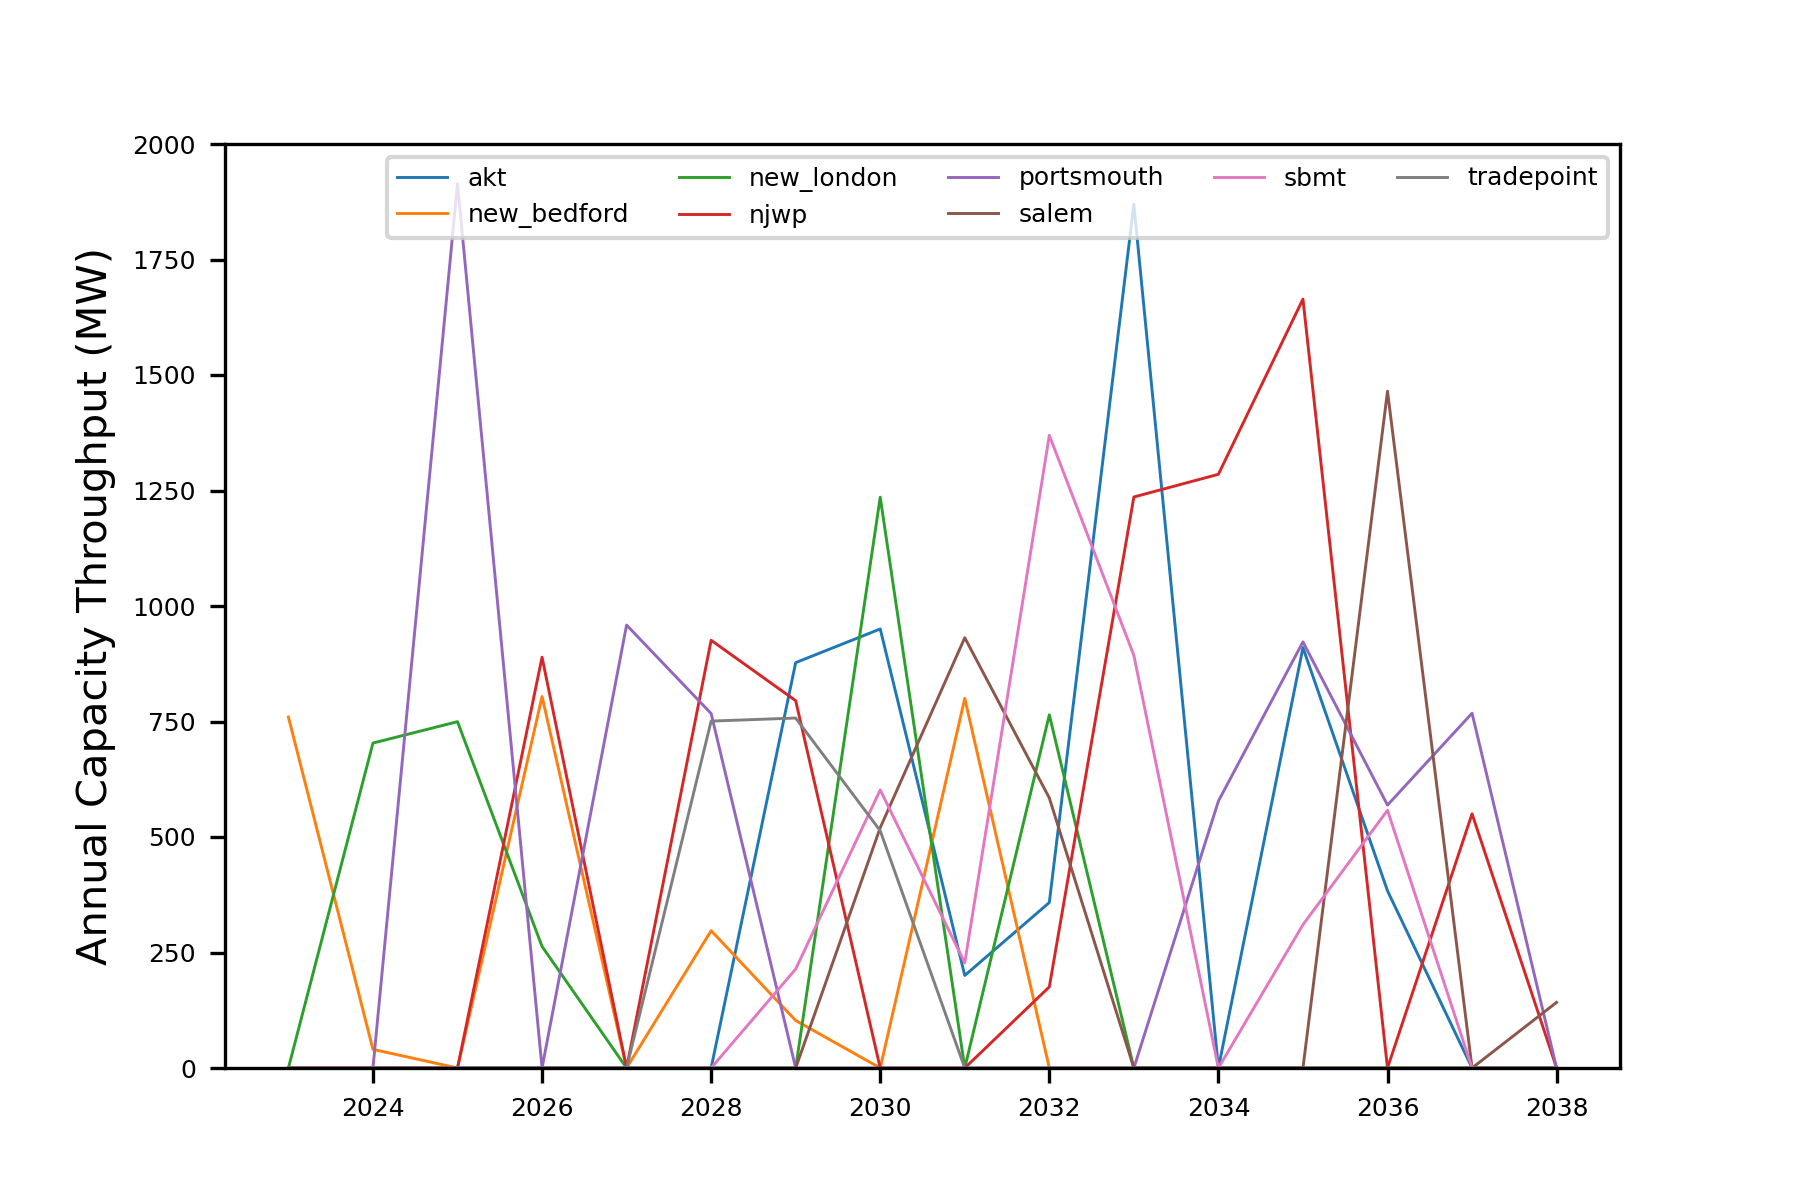 2000
1750
1500
1250
1000
750
500
250
0
Annual Capacity Throughput (MW)
akt new_london portsmouth sbmt tradepoint
new_bedford njwp salem
2024 2026 2028 2030 2032 2034 2036 2038